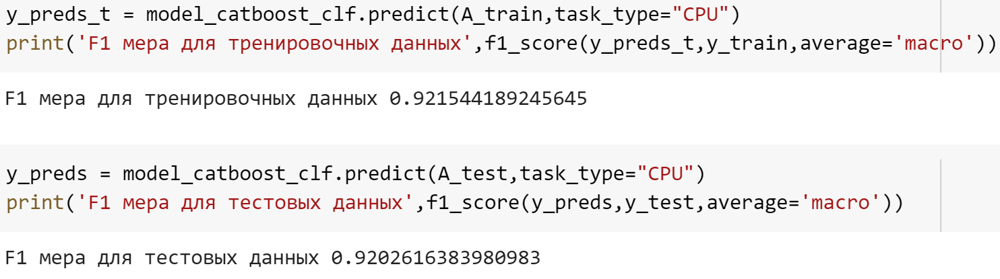 y_preds_t = model_catboost_clf.predict(A_train,task_type="CPU")
print('F1 мера для тренировочных данных',f1_score(y_preds_t,y_train,average='macro'))
F1 мера для тренировочных данных 0.921544189245645
y_preds = model_catboost_clf.predict(A_test,task_type="CPU")
print('F1 мера для тестовых данных',f1_score(y_preds,y_test,average='macro'))
F1 мера для тестовых данных 0.9202616383980983